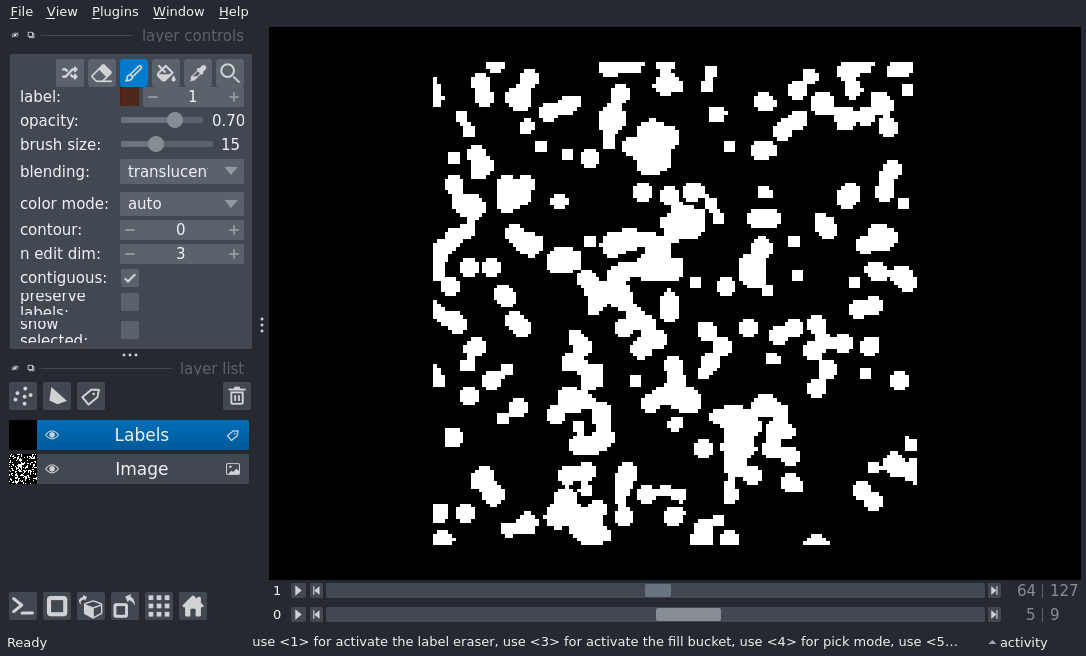 File View Plugins Window Help
layer controls
label: 1
opacity: 0.70
brush size: 15
blending: translucen
color mode: auto
contour: 0
n edit dim: 3
contiguous:
preserve
labels:
show
selected:
layer list
Labels
Image
1 64 | 127
0 5 | 9
Ready use <1> for activate the label eraser, use <3> for activate the fill bucket, use <4> for pick mode, use <5... activity